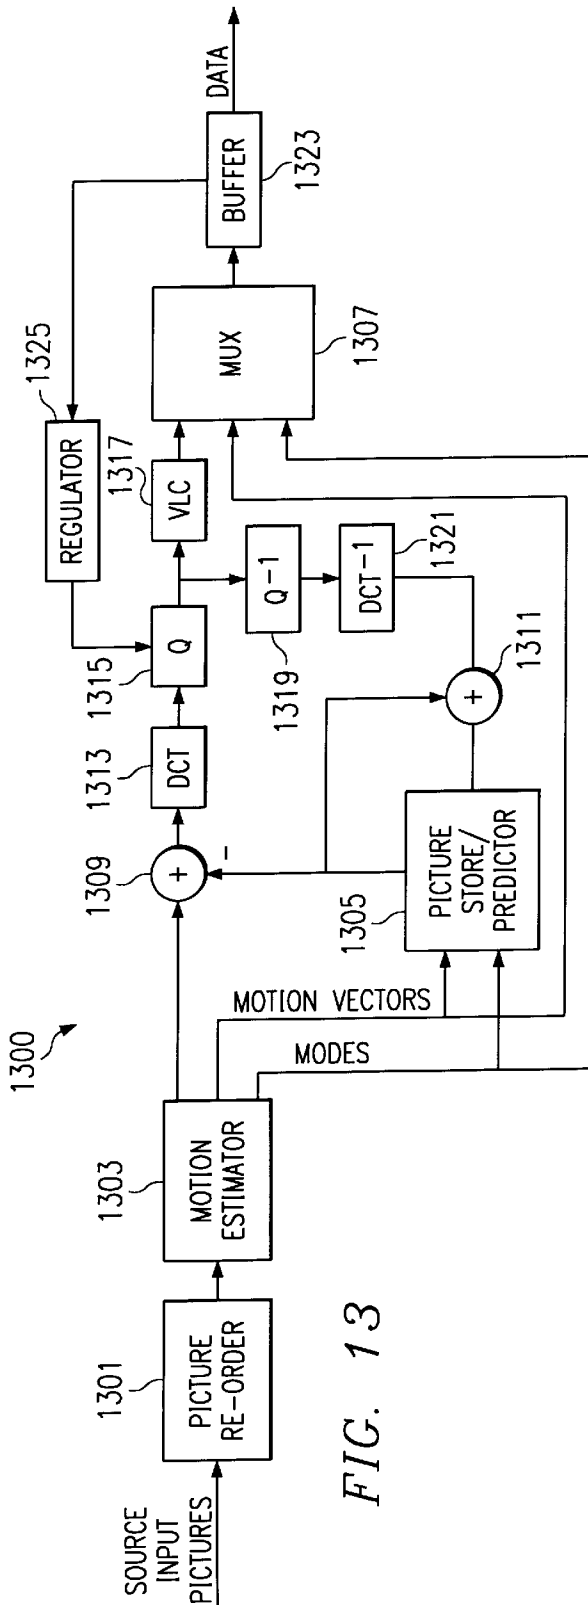 1300
SOURCE
INPUT
PICTURES
1301
PICTURE
RE-ORDER
1303
MOTION
ESTIMATOR
MOTION VECTORS
MODES
1309
+
-
1313
DCT
1315
Q
1317
VLC
1325
REGULATOR
MUX
1307
BUFFER
1323
DATA
Q-1
1319
DCT-1
1321
+
1311
1305
PICTURE
STORE/
PREDICTOR
FIG. 13